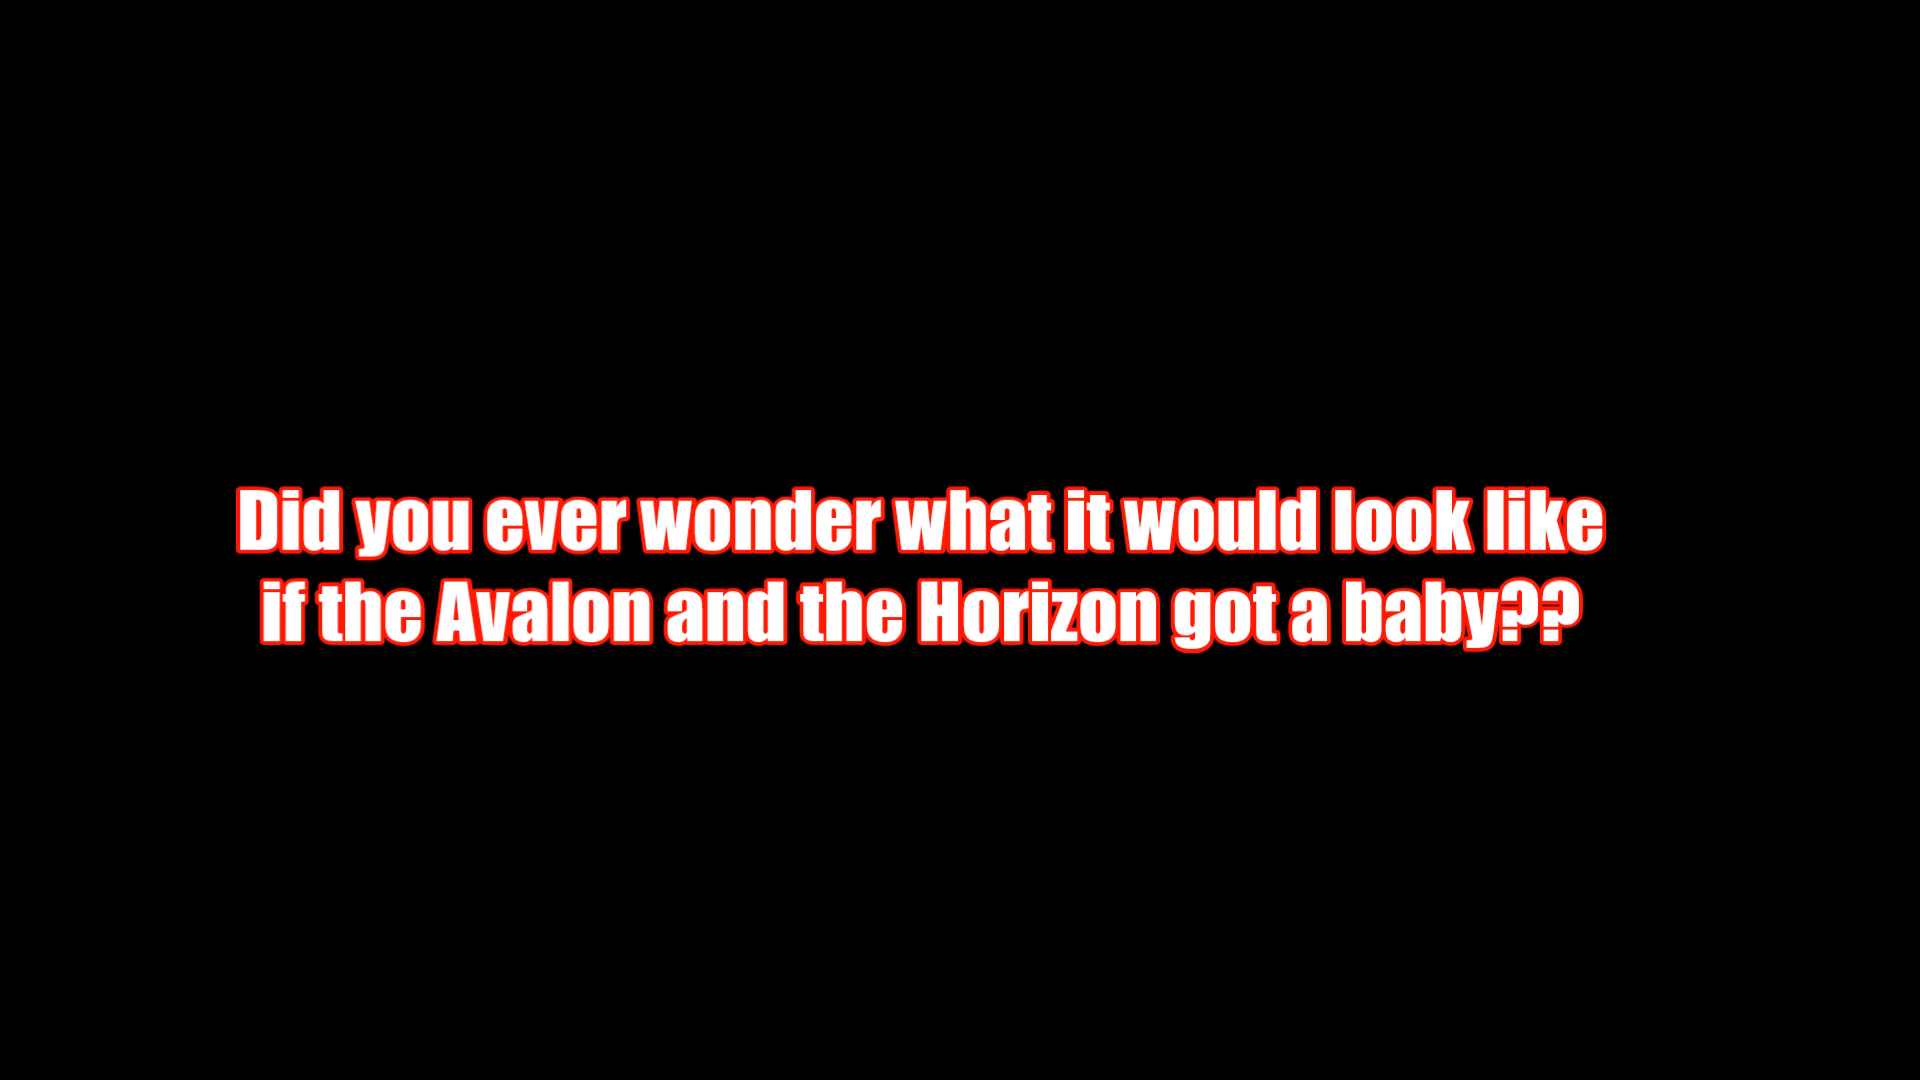 Did you ever wonder what it would look like
if the Avalon and the Horizon got a baby??